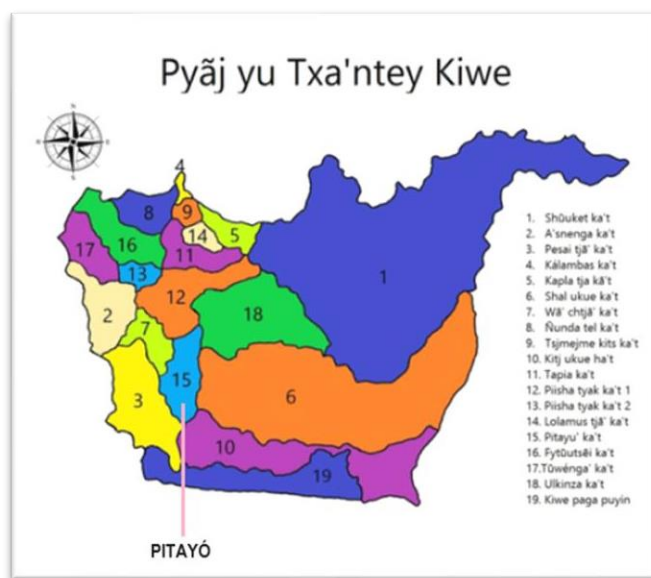 Pyãj yu Txa'ntey Kiwe
4
8
9
14
5
17
16
11
13
1
12
2
18
7
15
3
6
10
19
1. Shũuket ka't
2. A'snenga ka't
3. Pesai tjã' ka't
4. Kálambas ka't
5. Kapla tja kã't
6. Shal ukue ka't
7. Wã' chtjã' ka't
8. Ñunda tel ka't
9. Tsjmejme kits ka't
10. Kitj ukue ha't
11. Tapia ka't
12. Piisha tyak ka't 1
13. Piisha tyak ka't 2
14. Lolamus tjã' ka't
15. Pitayu' ka't
16. Fytũutsẽi ka't
17.Tũwénga' ka't
18. Ulkinza ka't
19. Kiwe paga puyin
PITAYÓ